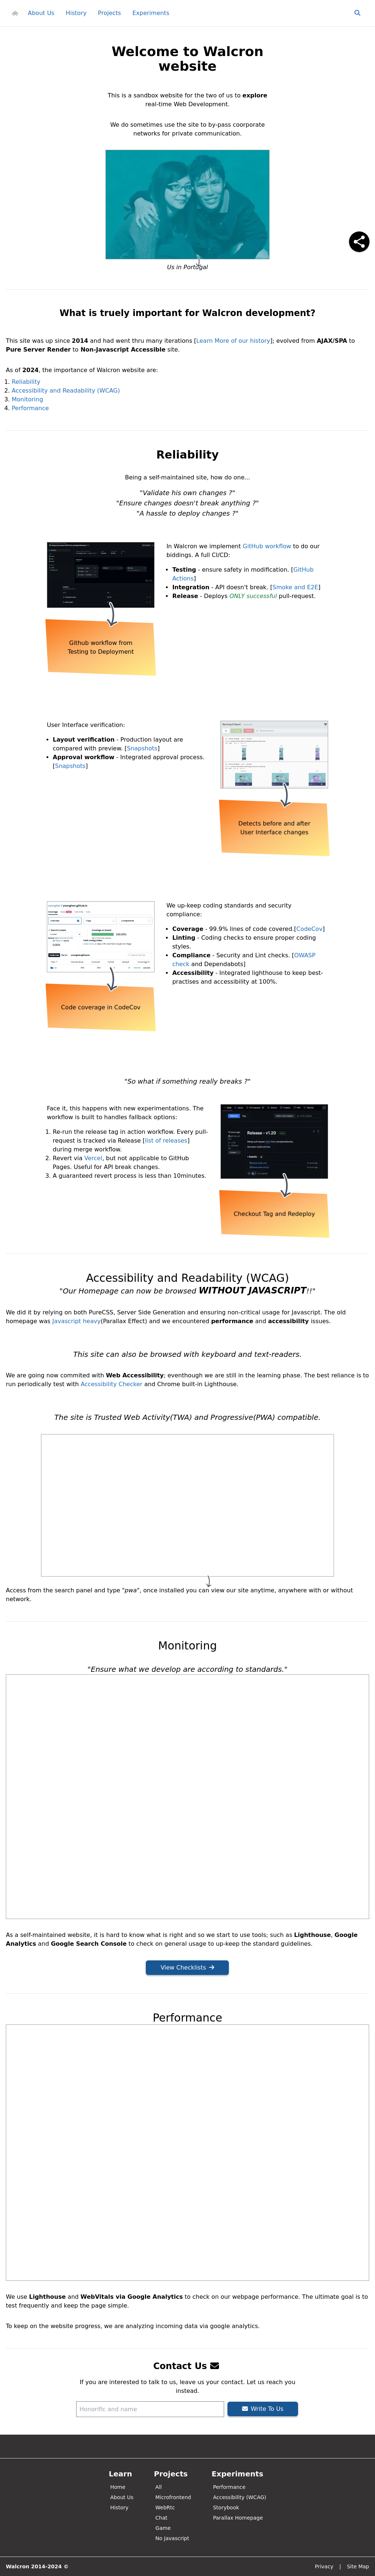 About Us History Projects Experiments
Welcome to Walcron
website
This is a sandbox website for the two of us to explore
real-time Web Development.
We do sometimes use the site to by-pass coorporate
networks for private communication.
Us in Portugal
What is truely important for Walcron development?
This site was up since 2014 and had went thru many iterations [Learn More of our history]; evolved from AJAX/SPA to
Pure Server Render to Non-Javascript Accessible site.
As of 2024, the importance of Walcron website are:
1. Reliability
2. Accessibility and Readability (WCAG)
3. Monitoring
4. Performance
Reliability
Being a self-maintained site, how do one...
"Validate his own changes ?"
"Ensure changes doesn't break anything ?"
"A hassle to deploy changes ?"
In Walcron we implement GitHub workflow to do our
biddings. A full CI/CD:
• Testing - ensure safety in modification. [GitHub
Actions]
• Integration - API doesn't break. [Smoke and E2E]
• Release - Deploys ONLY successful pull-request.
Github workflow from
Testing to Deployment
User Interface verification:
• Layout verification - Production layout are
compared with preview. [Snapshots]
• Approval workflow - Integrated approval process.
[Snapshots]
Detects before and after
User Interface changes
We up-keep coding standards and security
compliance:
• Coverage - 99.9% lines of code covered.[CodeCov]
• Linting - Coding checks to ensure proper coding
styles.
• Compliance - Security and Lint checks. [OWASP
check and Dependabots]
• Accessibility - Integrated lighthouse to keep best-
practises and accessibility at 100%.
Code coverage in CodeCov
"So what if something really breaks ?"
Face it, this happens with new experimentations. The
workflow is built to handles fallback options:
1. Re-run the release tag in action workflow. Every pull-
request is tracked via Release [list of releases]
during merge workflow.
2. Revert via Vercel, but not applicable to GitHub
Pages. Useful for API break changes.
3. A guaranteed revert process is less than 10minutes.
Release - v1.20
Checkout Tag and Redeploy
Accessibility and Readability (WCAG)
"Our Homepage can now be browsed WITHOUT JAVASCRIPT!!"
We did it by relying on both PureCSS, Server Side Generation and ensuring non-critical usage for Javascript. The old
homepage was Javascript heavy(Parallax Effect) and we encountered performance and accessibility issues.
This site can also be browsed with keyboard and text-readers.
We are going now commited with Web Accessibility; eventhough we are still in the learning phase. The best reliance is to
run periodically test with Accessibility Checker and Chrome built-in Lighthouse.
The site is Trusted Web Activity(TWA) and Progressive(PWA) compatible.
Access from the search panel and type "pwa", once installed you can view our site anytime, anywhere with or without
network.
Monitoring
"Ensure what we develop are according to standards."
As a self-maintained website, it is hard to know what is right and so we start to use tools; such as Lighthouse, Google
Analytics and Google Search Console to check on general usage to up-keep the standard guidelines.
View Checklists
Performance
We use Lighthouse and WebVitals via Google Analytics to check on our webpage performance. The ultimate goal is to
test frequently and keep the page simple.
To keep on the website progress, we are analyzing incoming data via google analytics.
Contact Us
If you are interested to talk to us, leave us your contact. Let us reach you
instead.
Honorific and name
Write To Us
Learn Projects Experiments
Home All Performance
About Us Microfrontend Accessibility (WCAG)
History WebRtc Storybook
Chat Parallax Homepage
Game
No Javascript
Walcron 2014-2024 © Privacy | Site Map